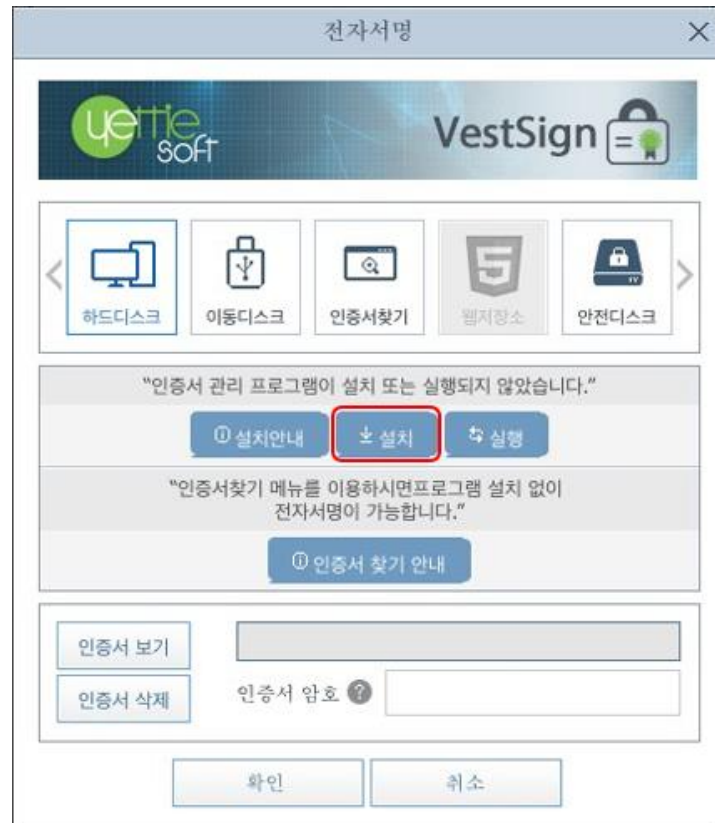 전자서명
yettie soft
VestSign
하드디스크
이동디스크
인증서찾기
웹저장소
안전디스크
"인증서 관리 프로그램이 설치 또는 실행되지 않았습니다."
설치안내
설치
실행
"인증서찾기 메뉴를 이용하시면프로그램 설치 없이
전자서명이 가능합니다."
인증서 찾기 안내
인증서 보기
인증서 삭제
인증서 암호 ?
확인
취소